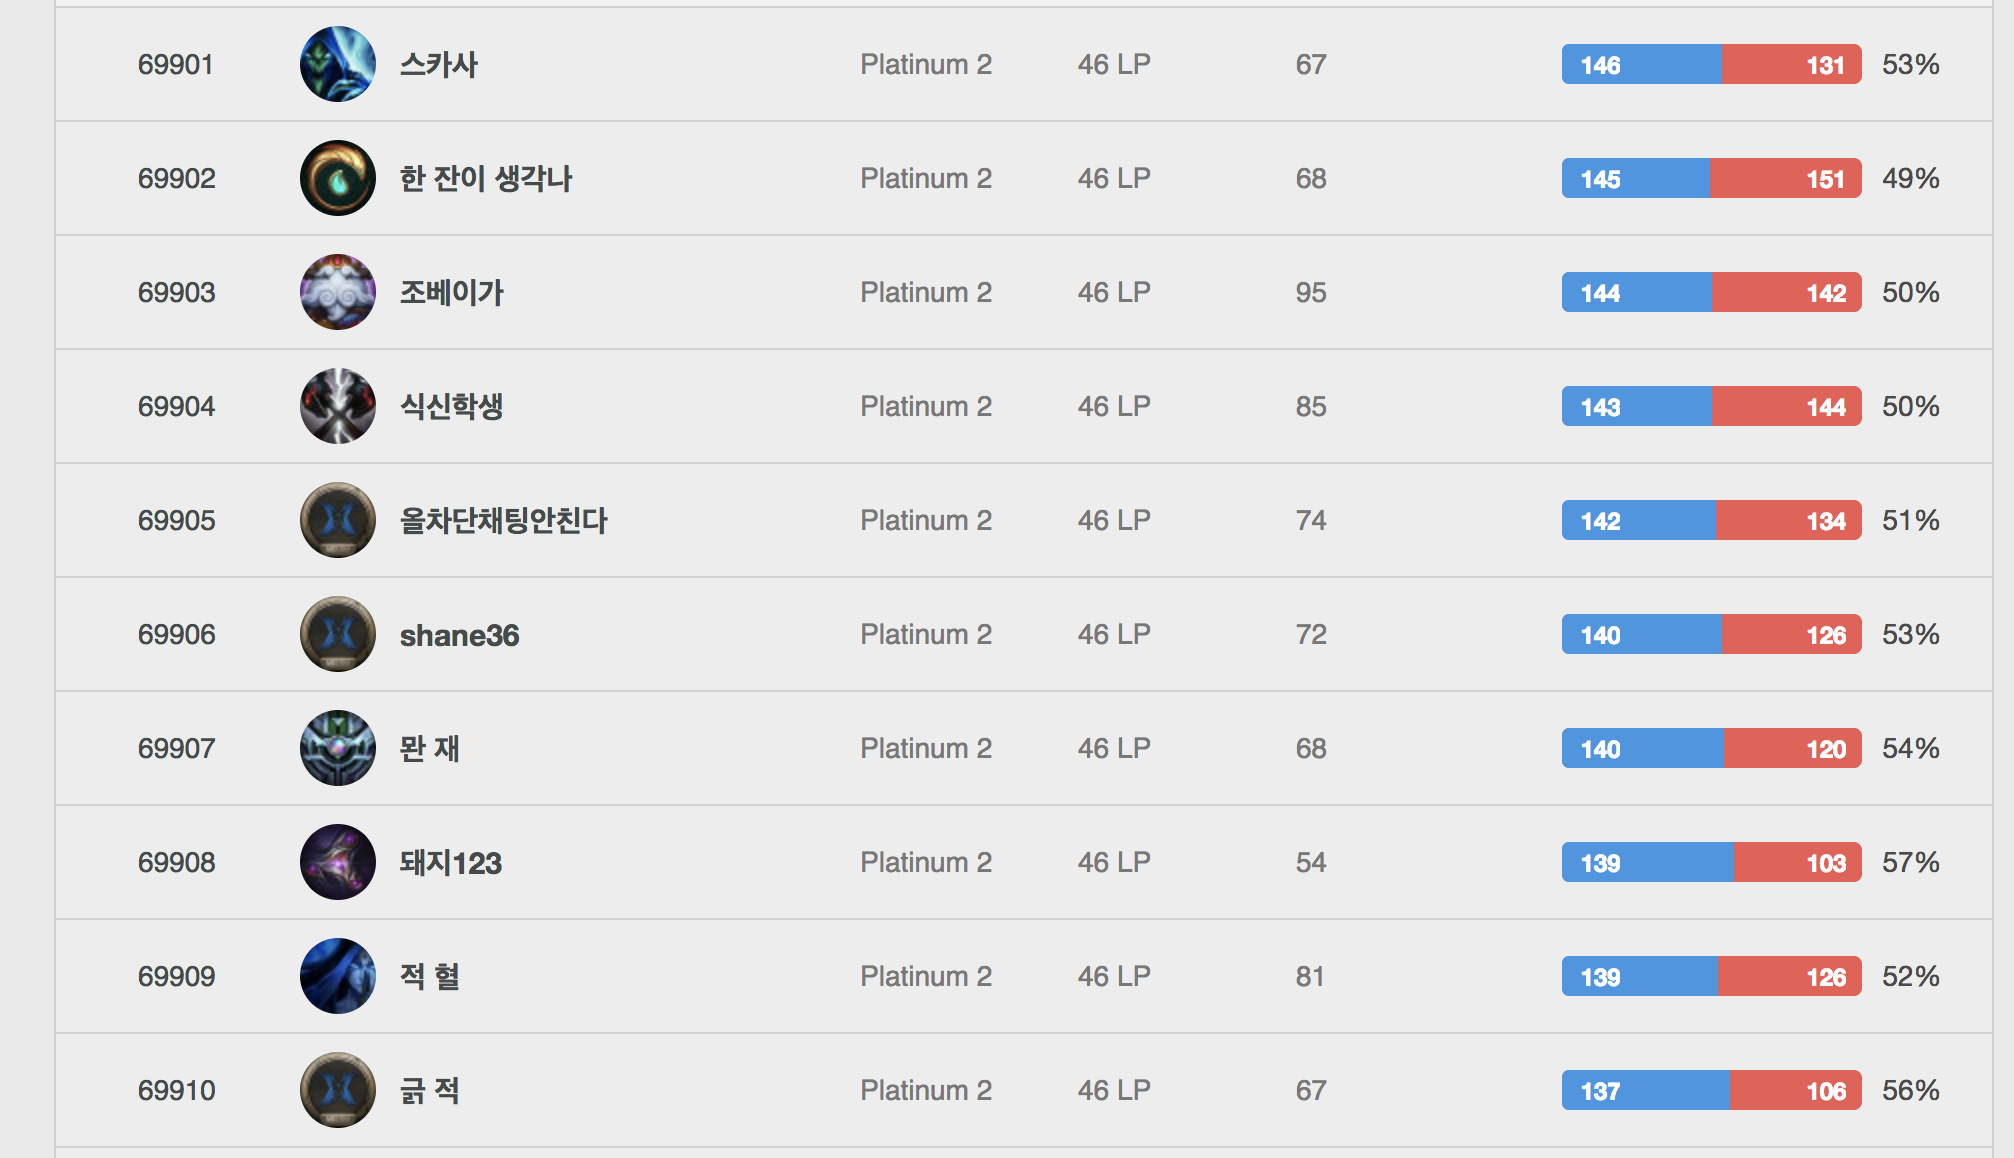 69901 스카사 Platinum 2 46 LP 67 146 131 53%
69902 한 잔이 생각나 Platinum 2 46 LP 68 145 151 49%
69903 조베이가 Platinum 2 46 LP 95 144 142 50%
69904 식신학생 Platinum 2 46 LP 85 143 144 50%
69905 올차단채팅안친다 Platinum 2 46 LP 74 142 134 51%
69906 shane36 Platinum 2 46 LP 72 140 126 53%
69907 뫈 재 Platinum 2 46 LP 68 140 120 54%
69908 돼지123 Platinum 2 46 LP 54 139 103 57%
69909 적 혈 Platinum 2 46 LP 81 139 126 52%
69910 긁 적 Platinum 2 46 LP 67 137 106 56%